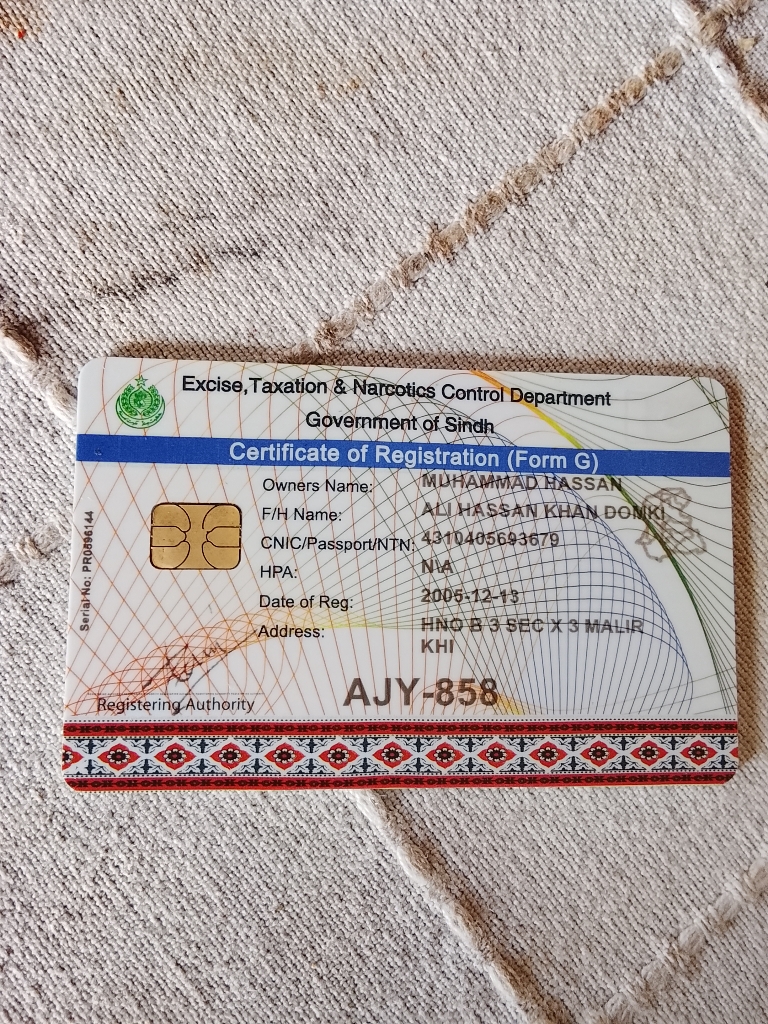 Excise,Taxation & Narcotics Control Department
Government of Sindh
Certificate of Registration (Form G)
Owners Name: MUHAMMAD HASSAN
F/H Name: ALI HASSAN KHAN DOMKI
CNIC/Passport/NTN: 4310405693679
HPA: N\A
Date of Reg: 2005-12-13
Address: HNO B 3 SEC X 3 MALIR
KHI
Serial No: PR0596144
AJY-858
Registering Authority